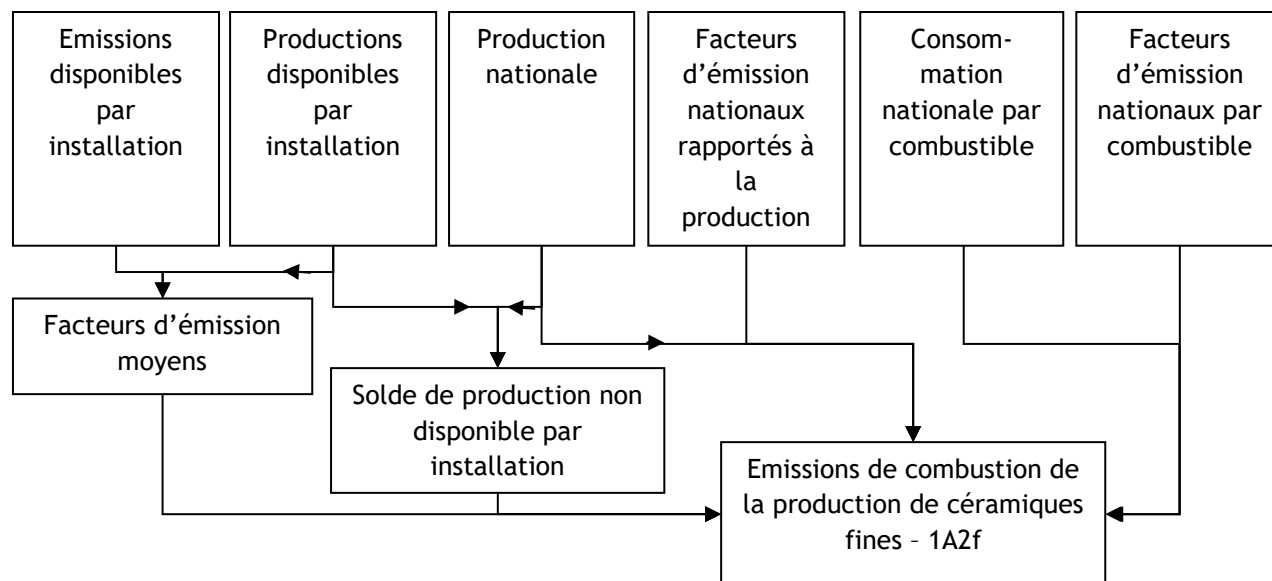 Emissions
disponibles
par
installation
Productions
disponibles
par
installation
Production
nationale
Facteurs
d’émission
nationaux
rapportés à
la
production
Consom-
mation
nationale par
combustible
Facteurs
d’émission
nationaux par
combustible
Facteurs d’émission
moyens
Solde de production non
disponible par
installation
Emissions de combustion de
la production de céramiques
fines – 1A2f